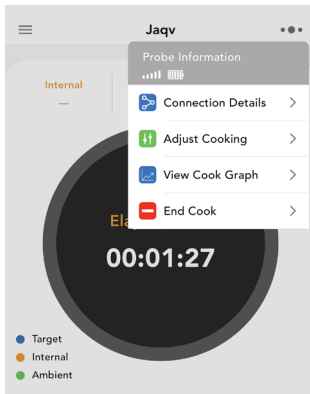 Jaqv
Probe Information
Internal
Connection Details
Adjust Cooking
View Cook Graph
End Cook
00:01:27
Target
Internal
Ambient